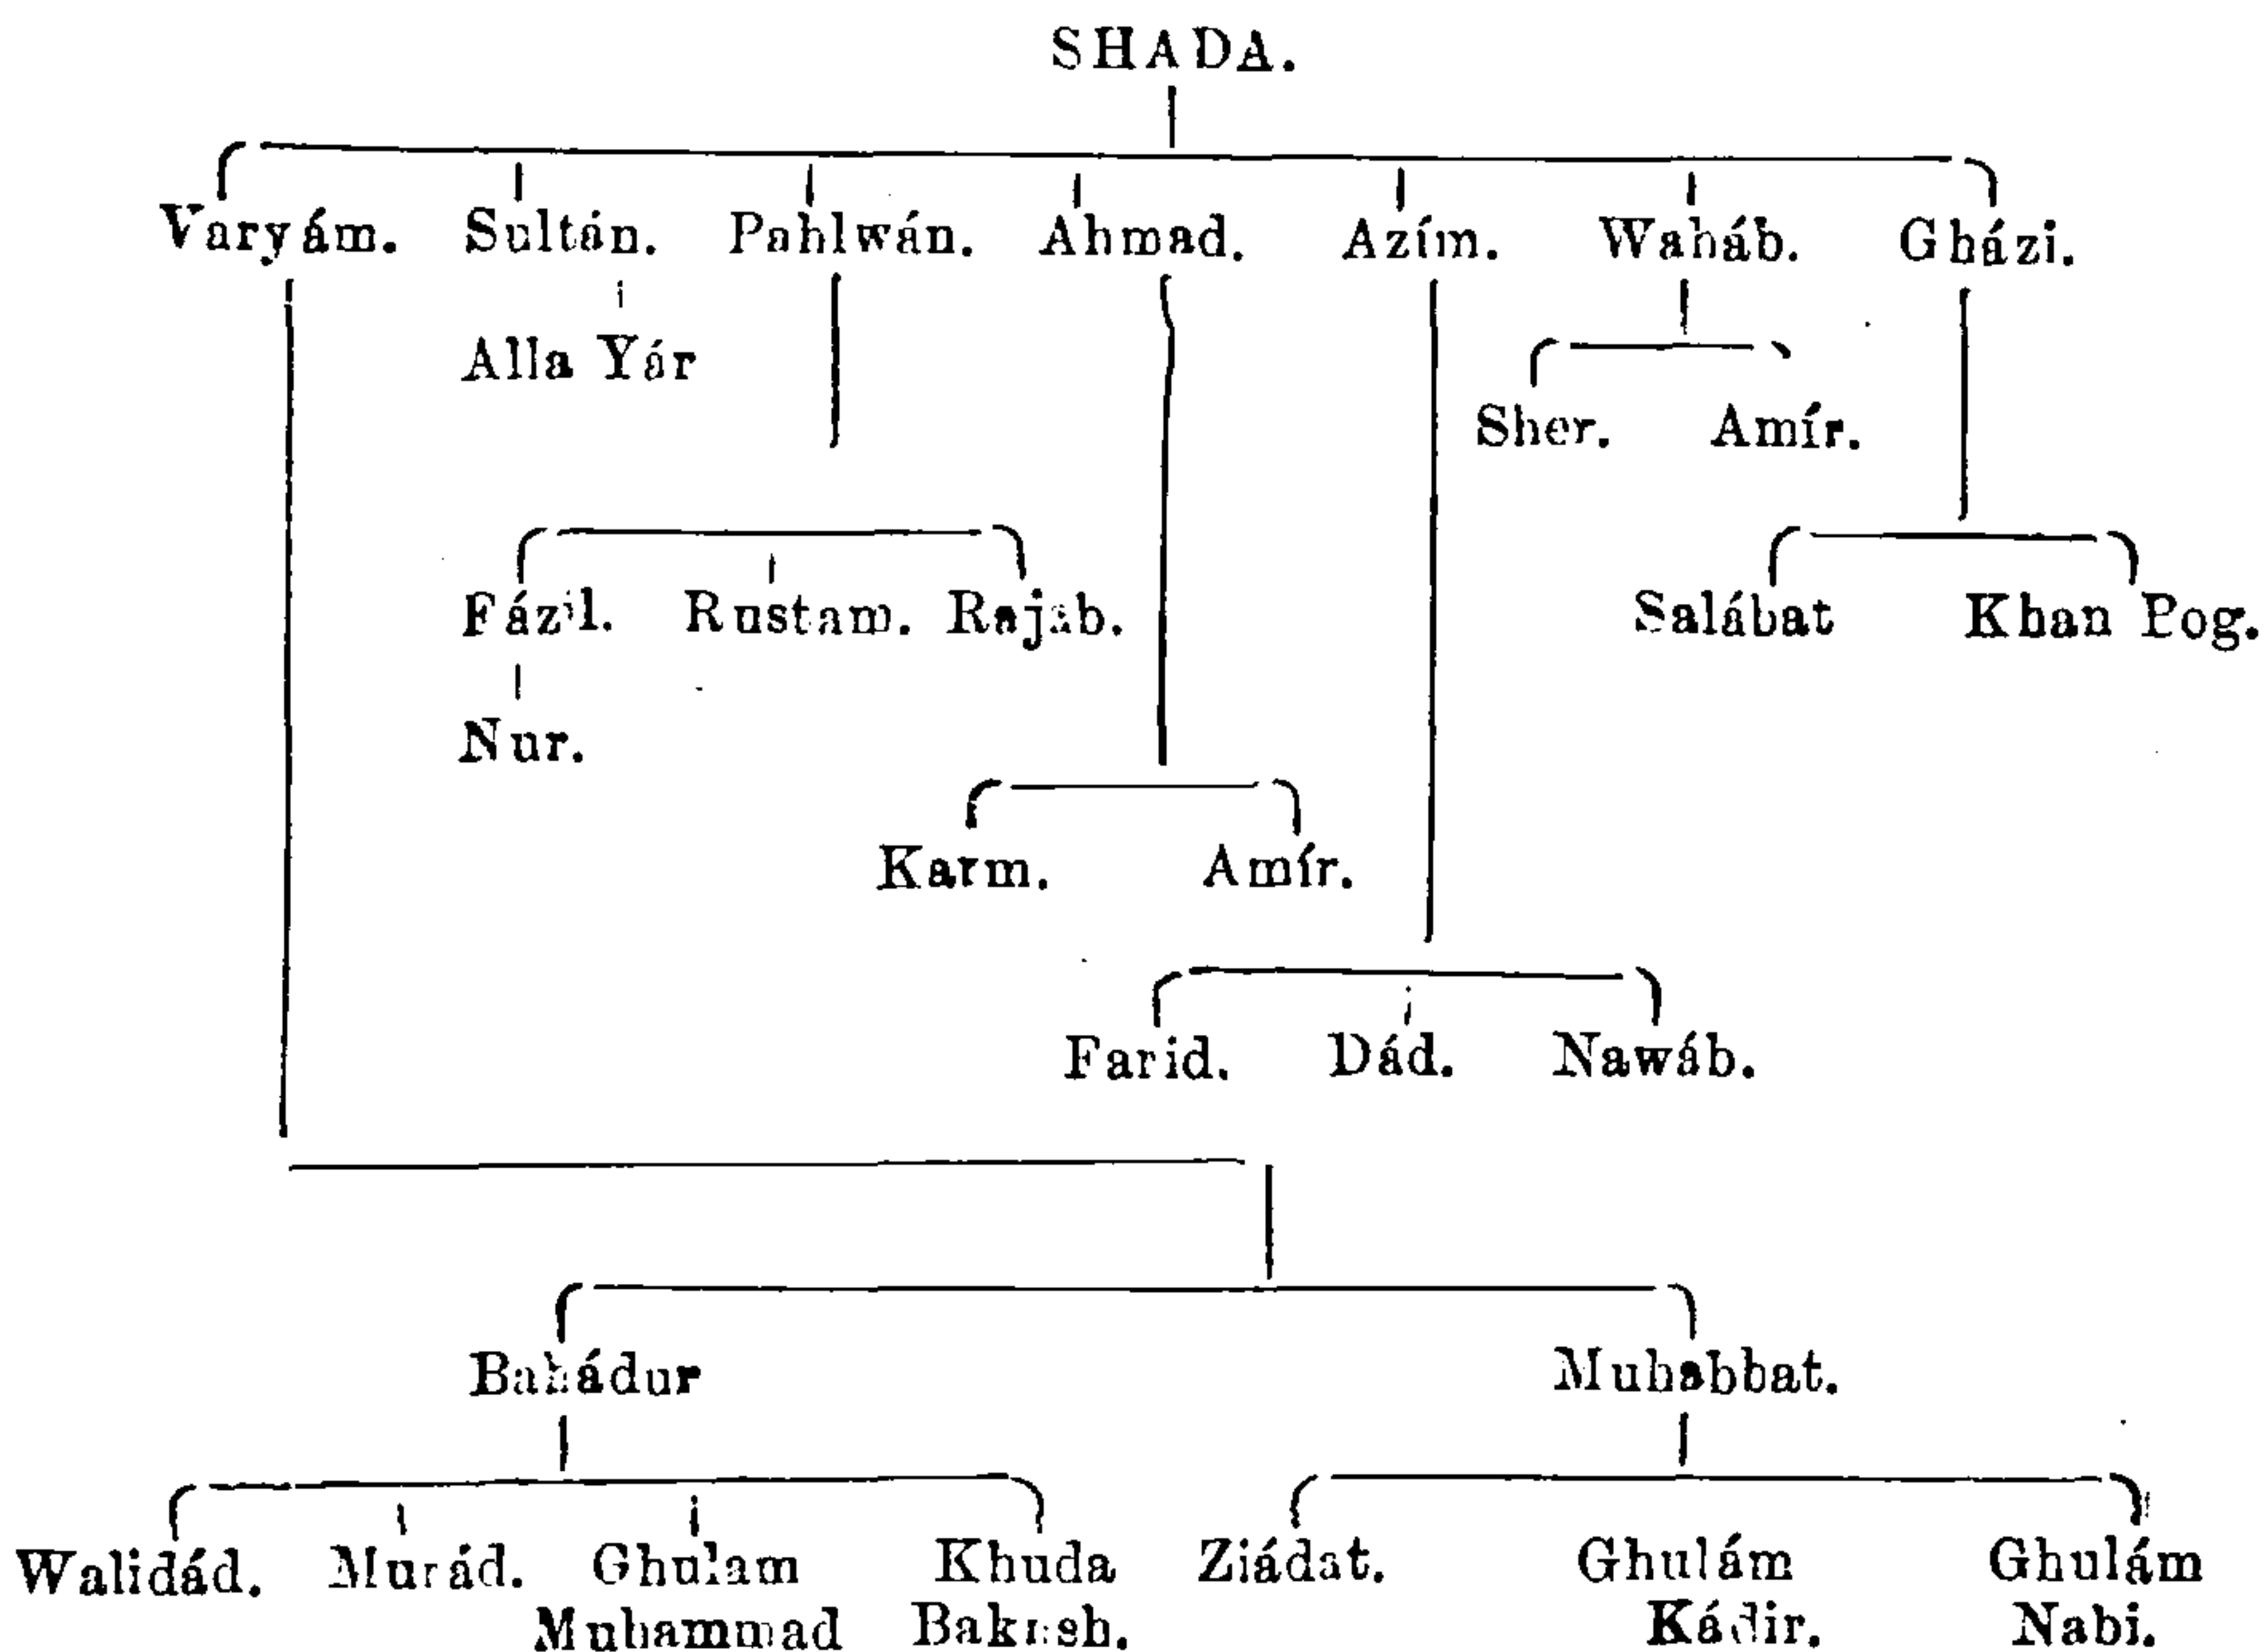 SHADA.
Varyám. Sultán. Pahlwán. Ahmad. Azím. Waháb. Gházi.
Alla Yár
Sher. Amír.
Fázil. Rustam. Rajab. Salábat Khan Pog.
Nur.
Karm. Amír.
Farid. Dád. Nawáb.
Bahádur Muhabbat.
Walidád. Murád. Ghulam Khuda Ziádat. Ghulám Ghulám
Muhammad Bakhsh. Kádir. Nabi.